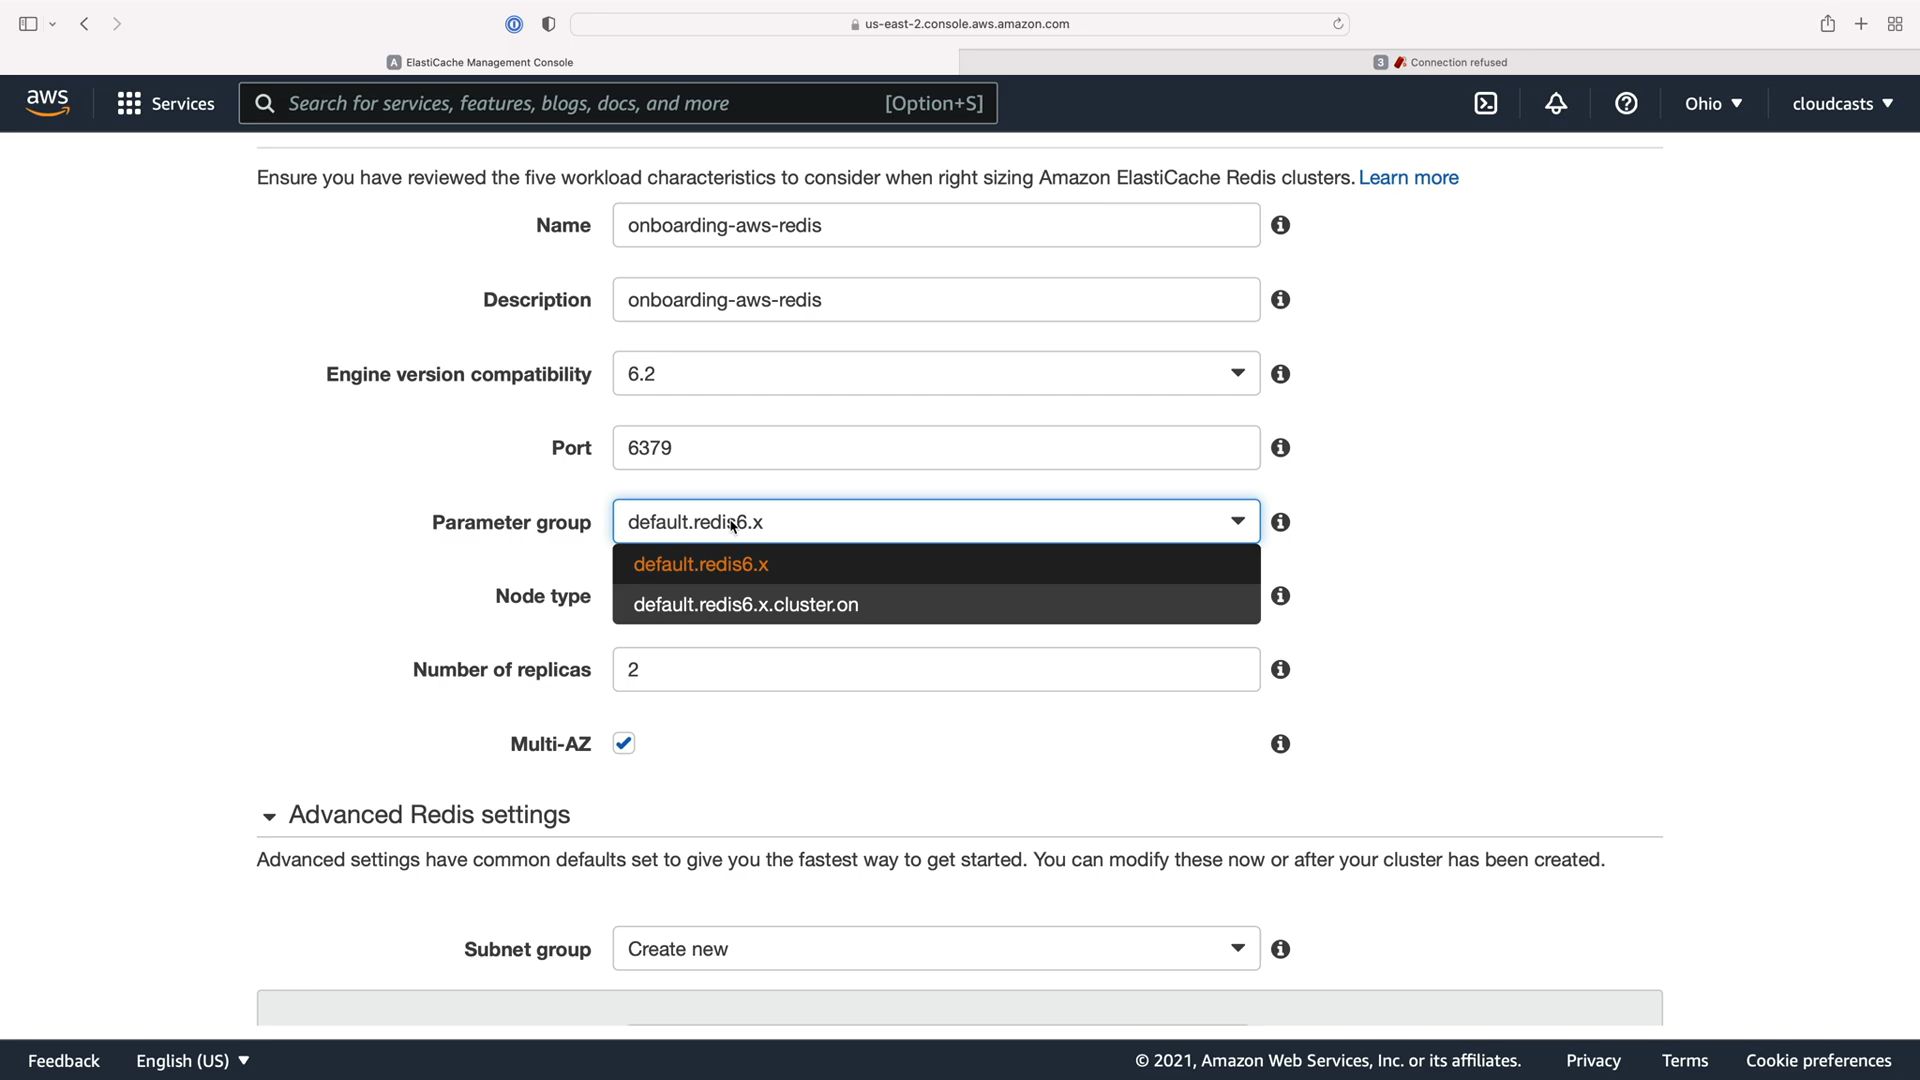 us-east-2.console.aws.amazon.com
A ElastiCache Management Console
3 Connection refused
aws
Services
Search for services, features, blogs, docs, and more [Option+S]
Ohio
cloudcasts
Ensure you have reviewed the five workload characteristics to consider when right sizing Amazon ElastiCache Redis clusters. Learn more
Name onboarding-aws-redis
Description onboarding-aws-redis
Engine version compatibility 6.2
Port 6379
Parameter group default.redis6.x
default.redis6.x
default.redis6.x.cluster.on
Node type
Number of replicas 2
Multi-AZ
Advanced Redis settings
Advanced settings have common defaults set to give you the fastest way to get started. You can modify these now or after your cluster has been created.
Subnet group Create new
Feedback English (US) © 2021, Amazon Web Services, Inc. or its affiliates. Privacy Terms Cookie preferences